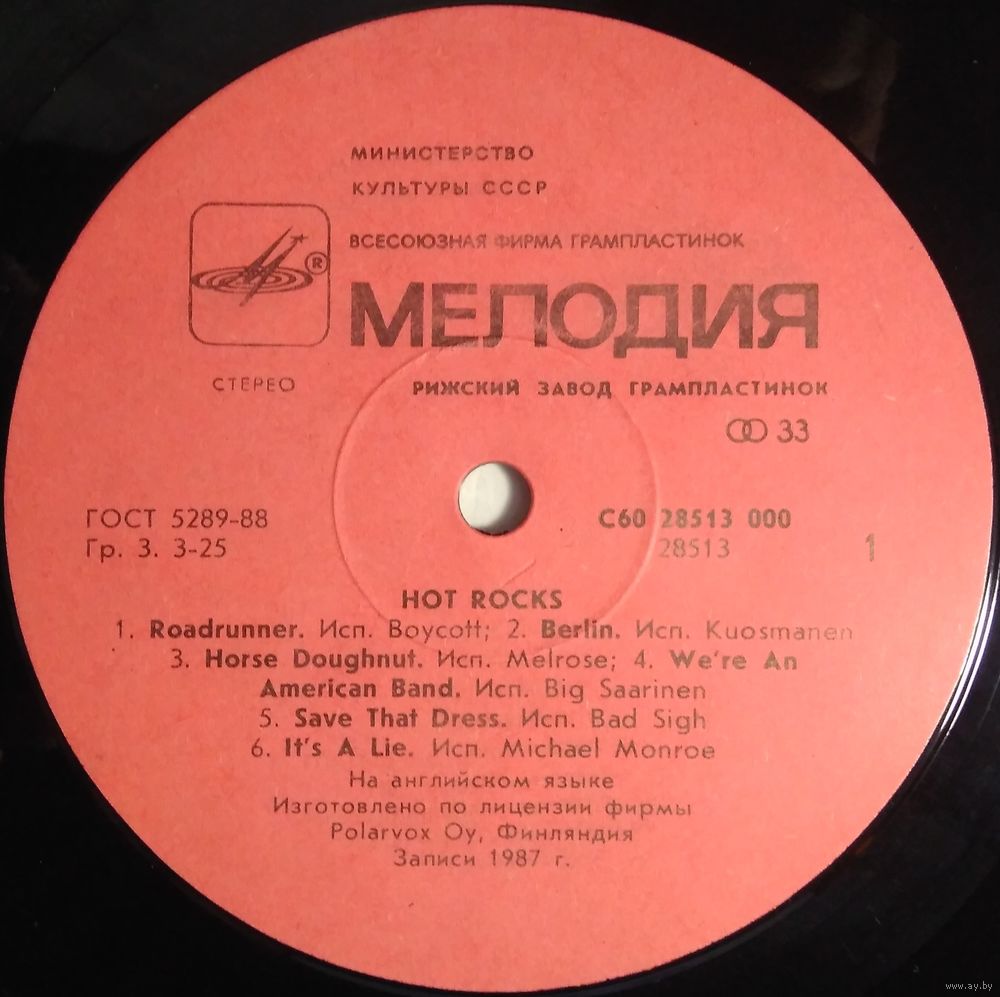 МИНИСТЕРСТВО
КУЛЬТУРЫ СССР
ВСЕСОЮЗНАЯ ФИРМА ГРАМПЛАСТИНОК
®
МЕЛОДИЯ
СТЕРЕО
РИЖСКИЙ ЗАВОД ГРАМПЛАСТИНОК
33
ГОСТ 5289-88
Гр. 3. 3-25
С60 28513 000
28513
1
HOT ROCKS
1. Roadrunner. Исп. Boycott; 2. Berlin. Исп. Kuosmanen
3. Horse Doughnut. Исп. Melrose; 4. We're An
American Band. Исп. Big Saarinen
5. Save That Dress. Исп. Bad Sigh
6. It's A Lie. Исп. Michael Monroe
На английском языке
Изготовлено по лицензии фирмы
Polarvox Oy, Финляндия
Записи 1987 г.
www.ay.by